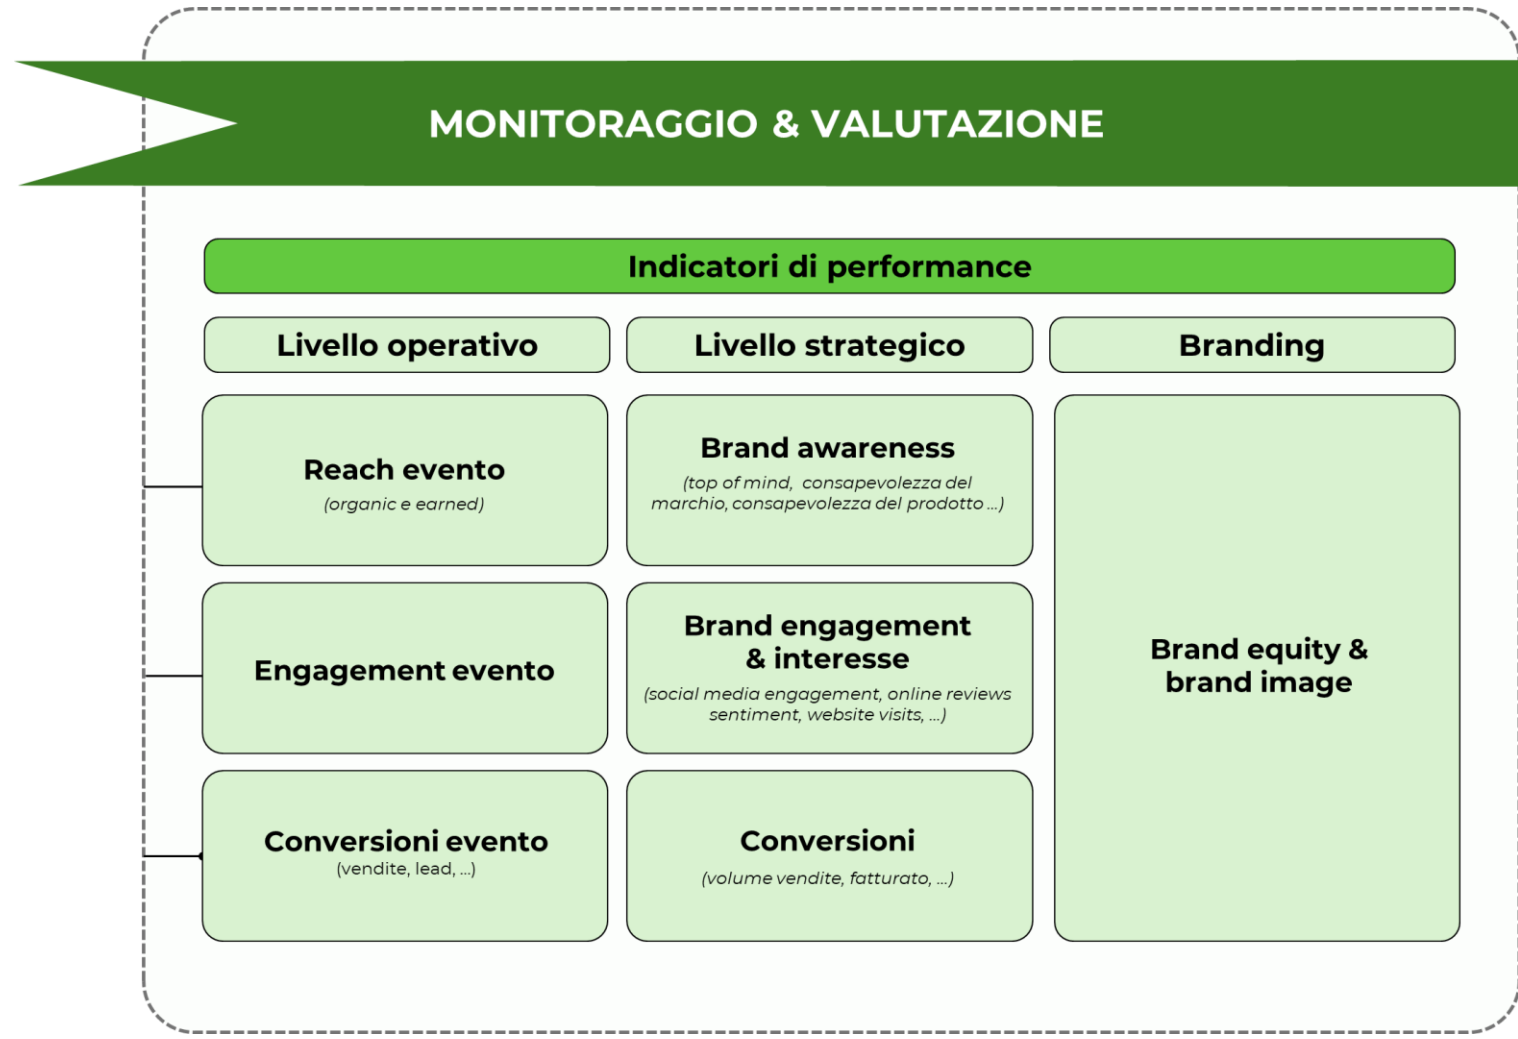 MONITORAGGIO & VALUTAZIONE
Indicatori di performance
Livello operativo
Livello strategico
Branding
Reach evento
(organic e earned)
Brand awareness
(top of mind, consapevolezza del
marchio, consapevolezza del prodotto ...)
Engagement evento
Brand engagement
& interesse
(social media engagement, online reviews
sentiment, website visits, ...)
Brand equity &
brand image
Conversioni evento
(vendite, lead, ...)
Conversioni
(volume vendite, fatturato, ...)